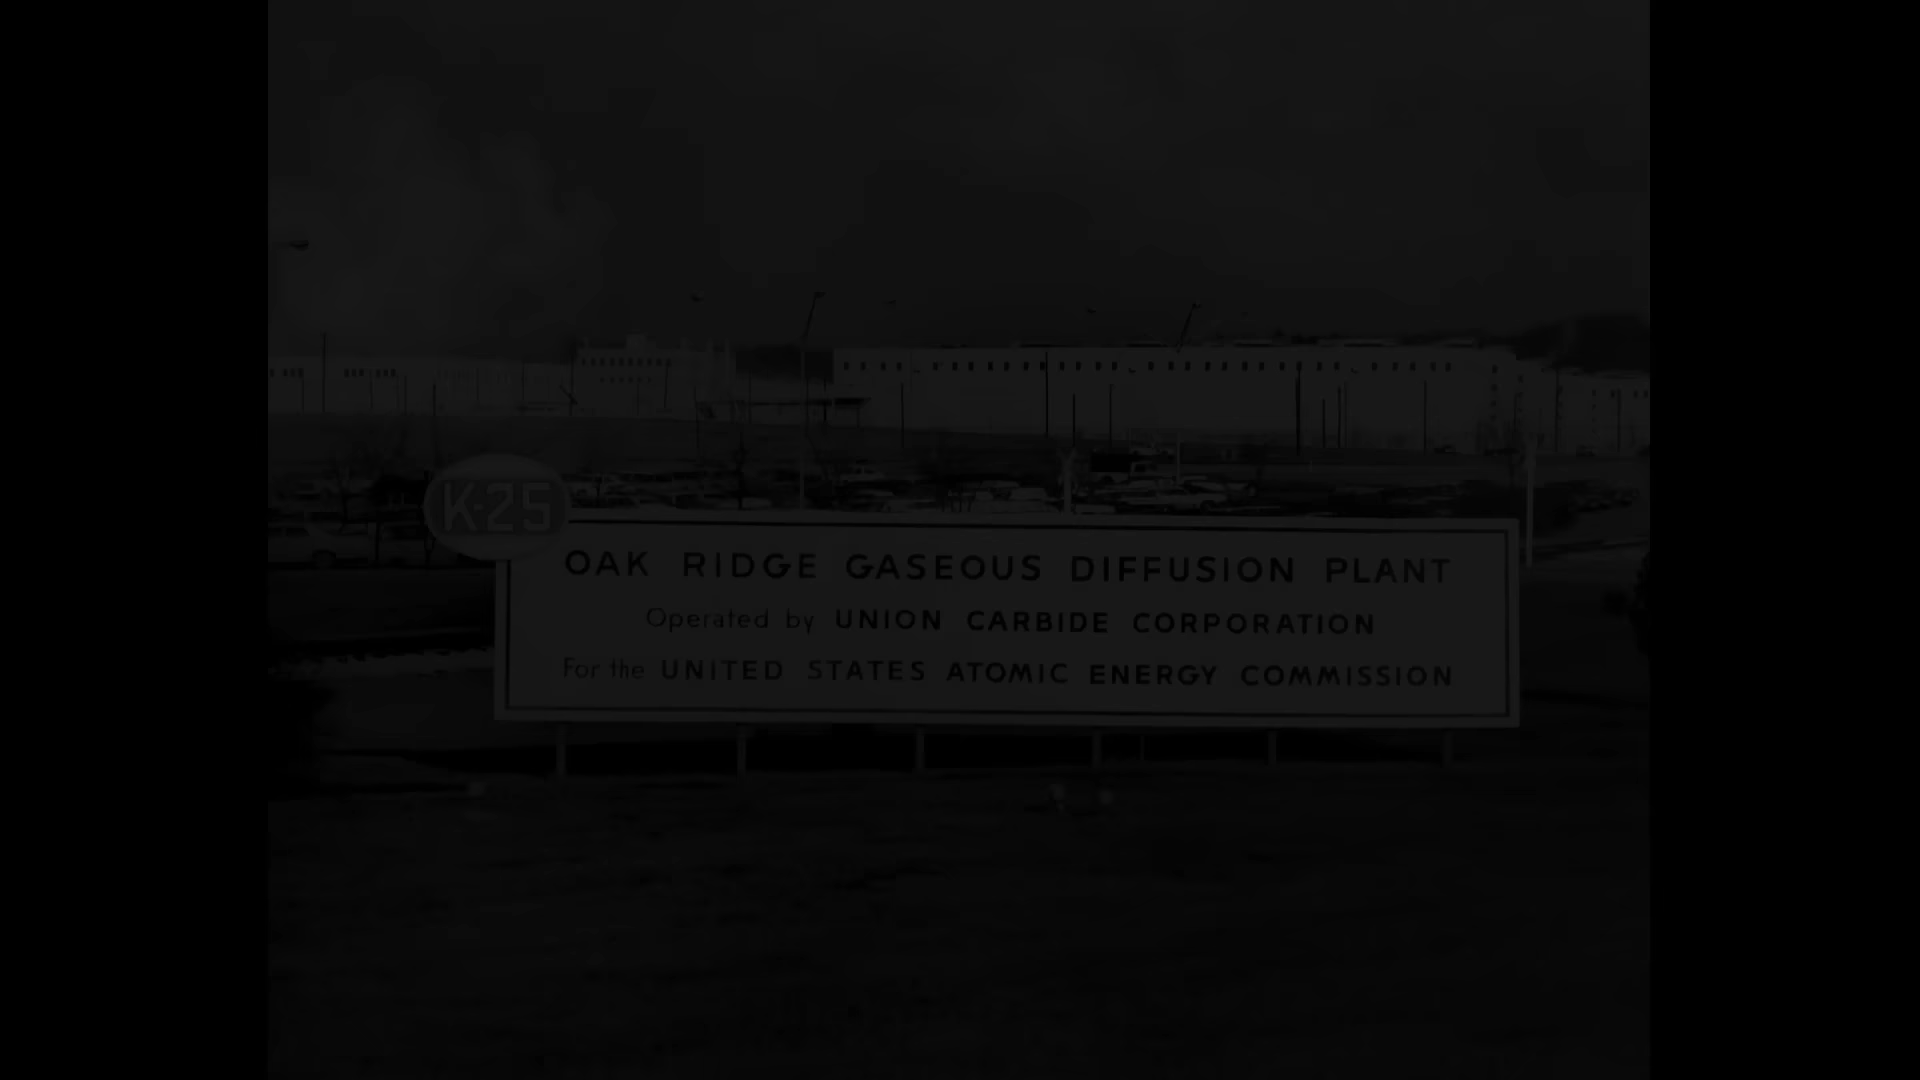 K-25
OAK RIDGE GASEOUS DIFFUSION PLANT
Operated by UNION CARBIDE CORPORATION
For the UNITED STATES ATOMIC ENERGY COMMISSION